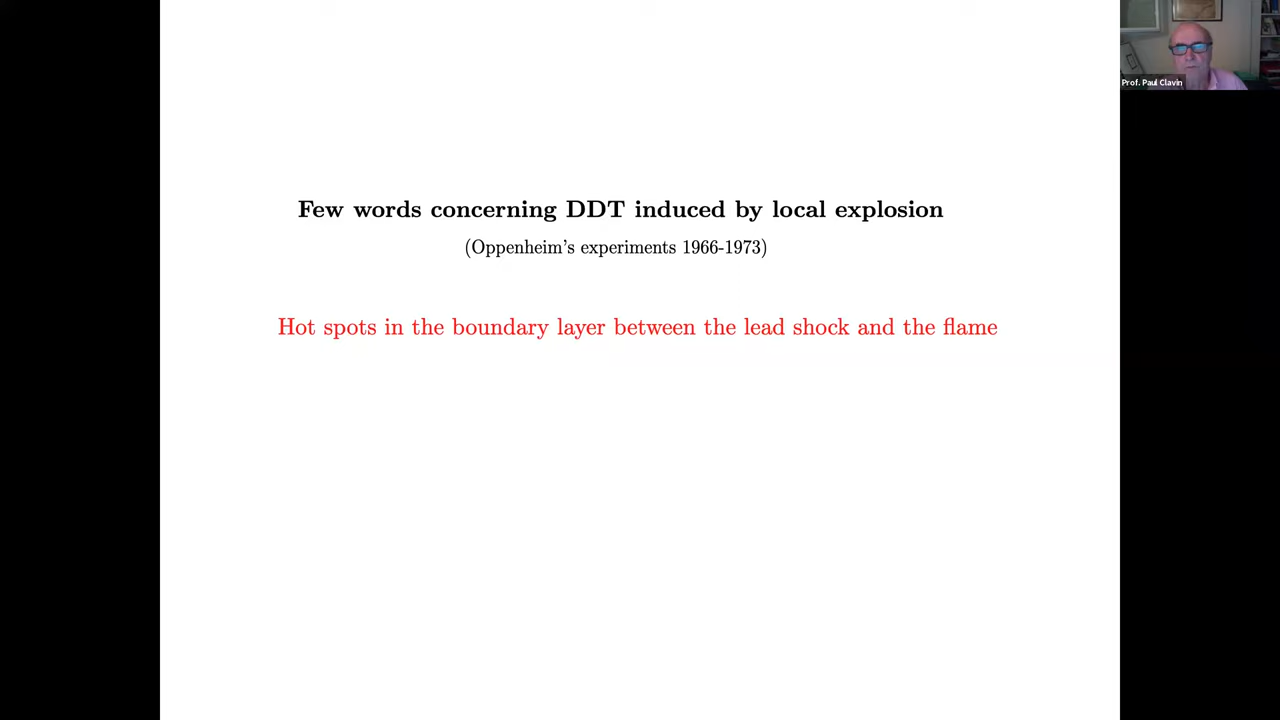 Prof. Paul Clavin
Few words concerning DDT induced by local explosion
(Oppenheim's experiments 1966-1973)
Hot spots in the boundary layer between the lead shock and the flame